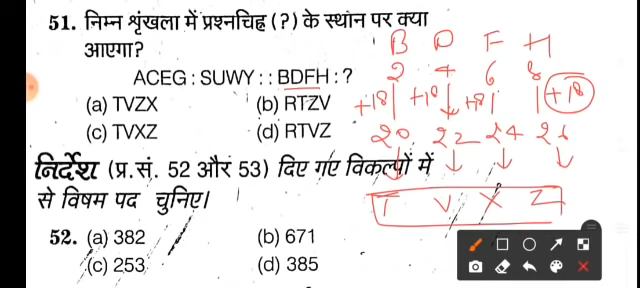 51. निम्न श्रृंखला में प्रश्नचिह्न (?) के स्थान पर क्या
आएगा?
ACEG : SUWY : : BDFH : ?
(a) TVZX (b) RTZV
(c) TVXZ (d) RTVZ
निर्देश (प्र.सं. 52 और 53) दिए गए विकल्पों में
से विषम पद चुनिए।
52. (a) 382 (b) 671
(c) 253 (d) 385
B D F H
2 4 6 8
+18 +18 +18 +18
20 22 24 26
T V X Z